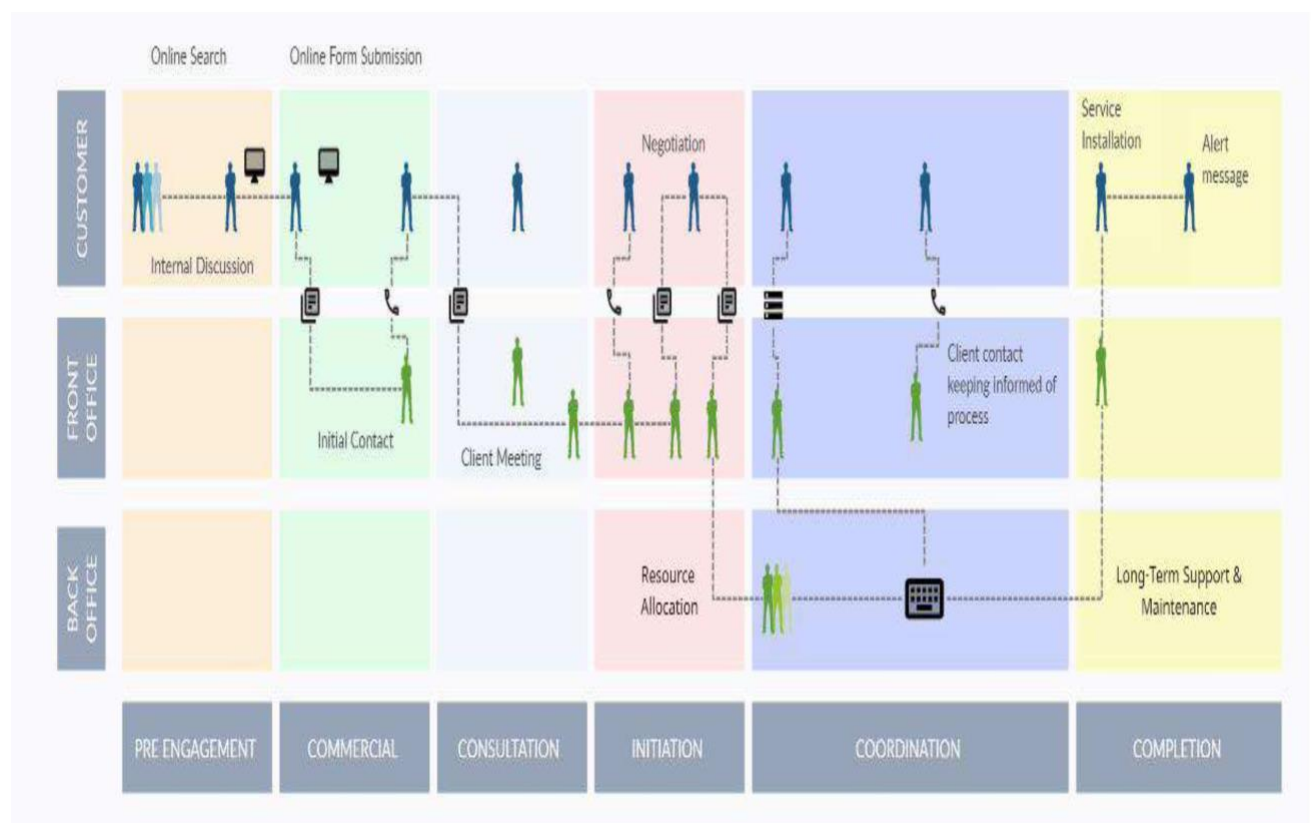 Online Search
Online Form Submission
CUSTOMER
Internal Discussion
Negotiation
Service
Installation
Alert
message
FRONT
OFFICE
Initial Contact
Client Meeting
Client contact
keeping informed of
process
BACK
OFFICE
Resource
Allocation
Long-Term Support &
Maintenance
PRE ENGAGEMENT
COMMERCIAL
CONSULTATION
INITIATION
COORDINATION
COMPLETION